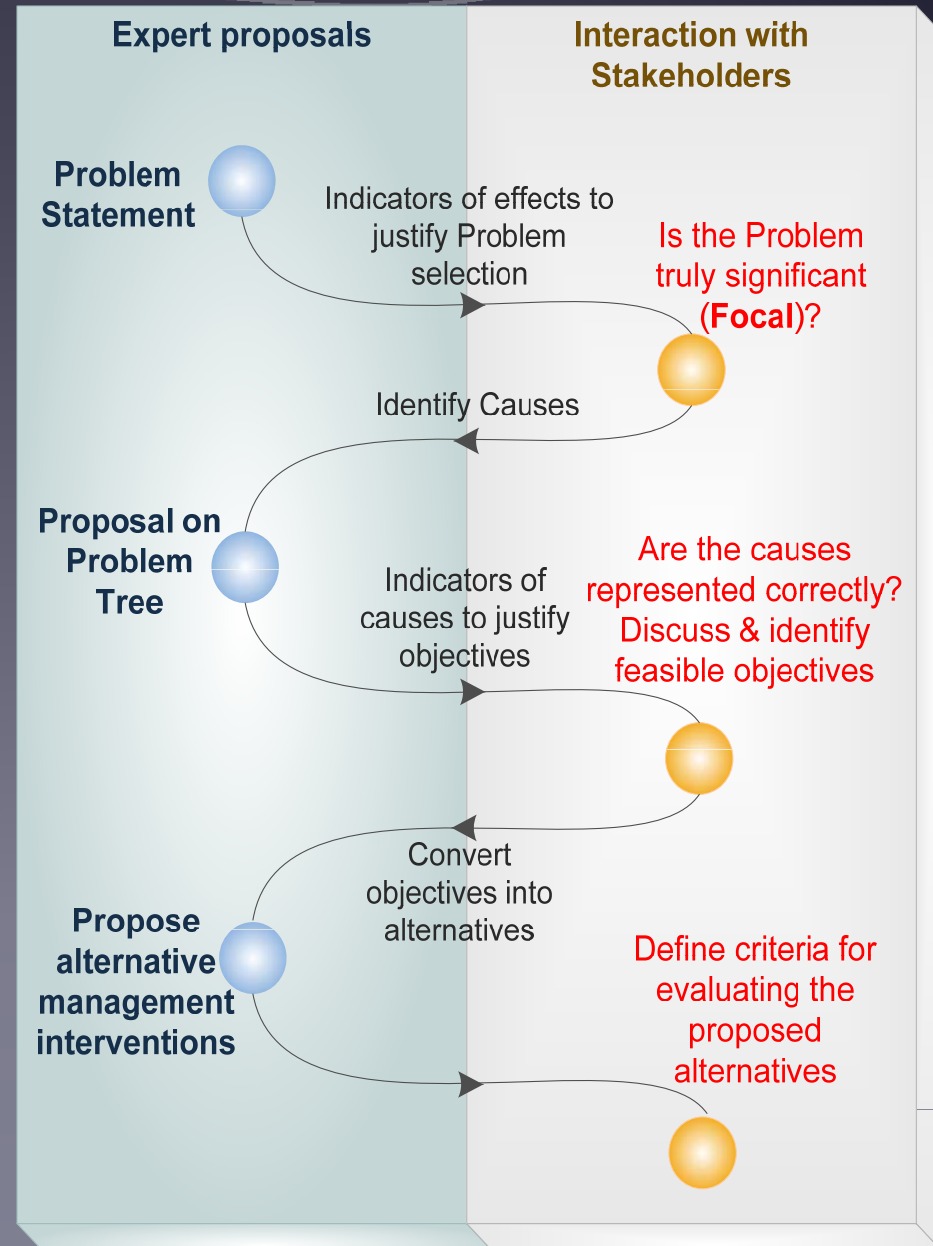 Expert proposals
Interaction with
Stakeholders
Problem
Statement
Indicators of effects to
justify Problem
selection
Is the Problem
truly significant
(Focal)?
Identify Causes
Proposal on
Problem
Tree
Indicators of
causes to justify
objectives
Are the causes
represented correctly?
Discuss & identify
feasible objectives
Convert
objectives into
alternatives
Propose
alternative
management
interventions
Define criteria for
evaluating the
proposed
alternatives